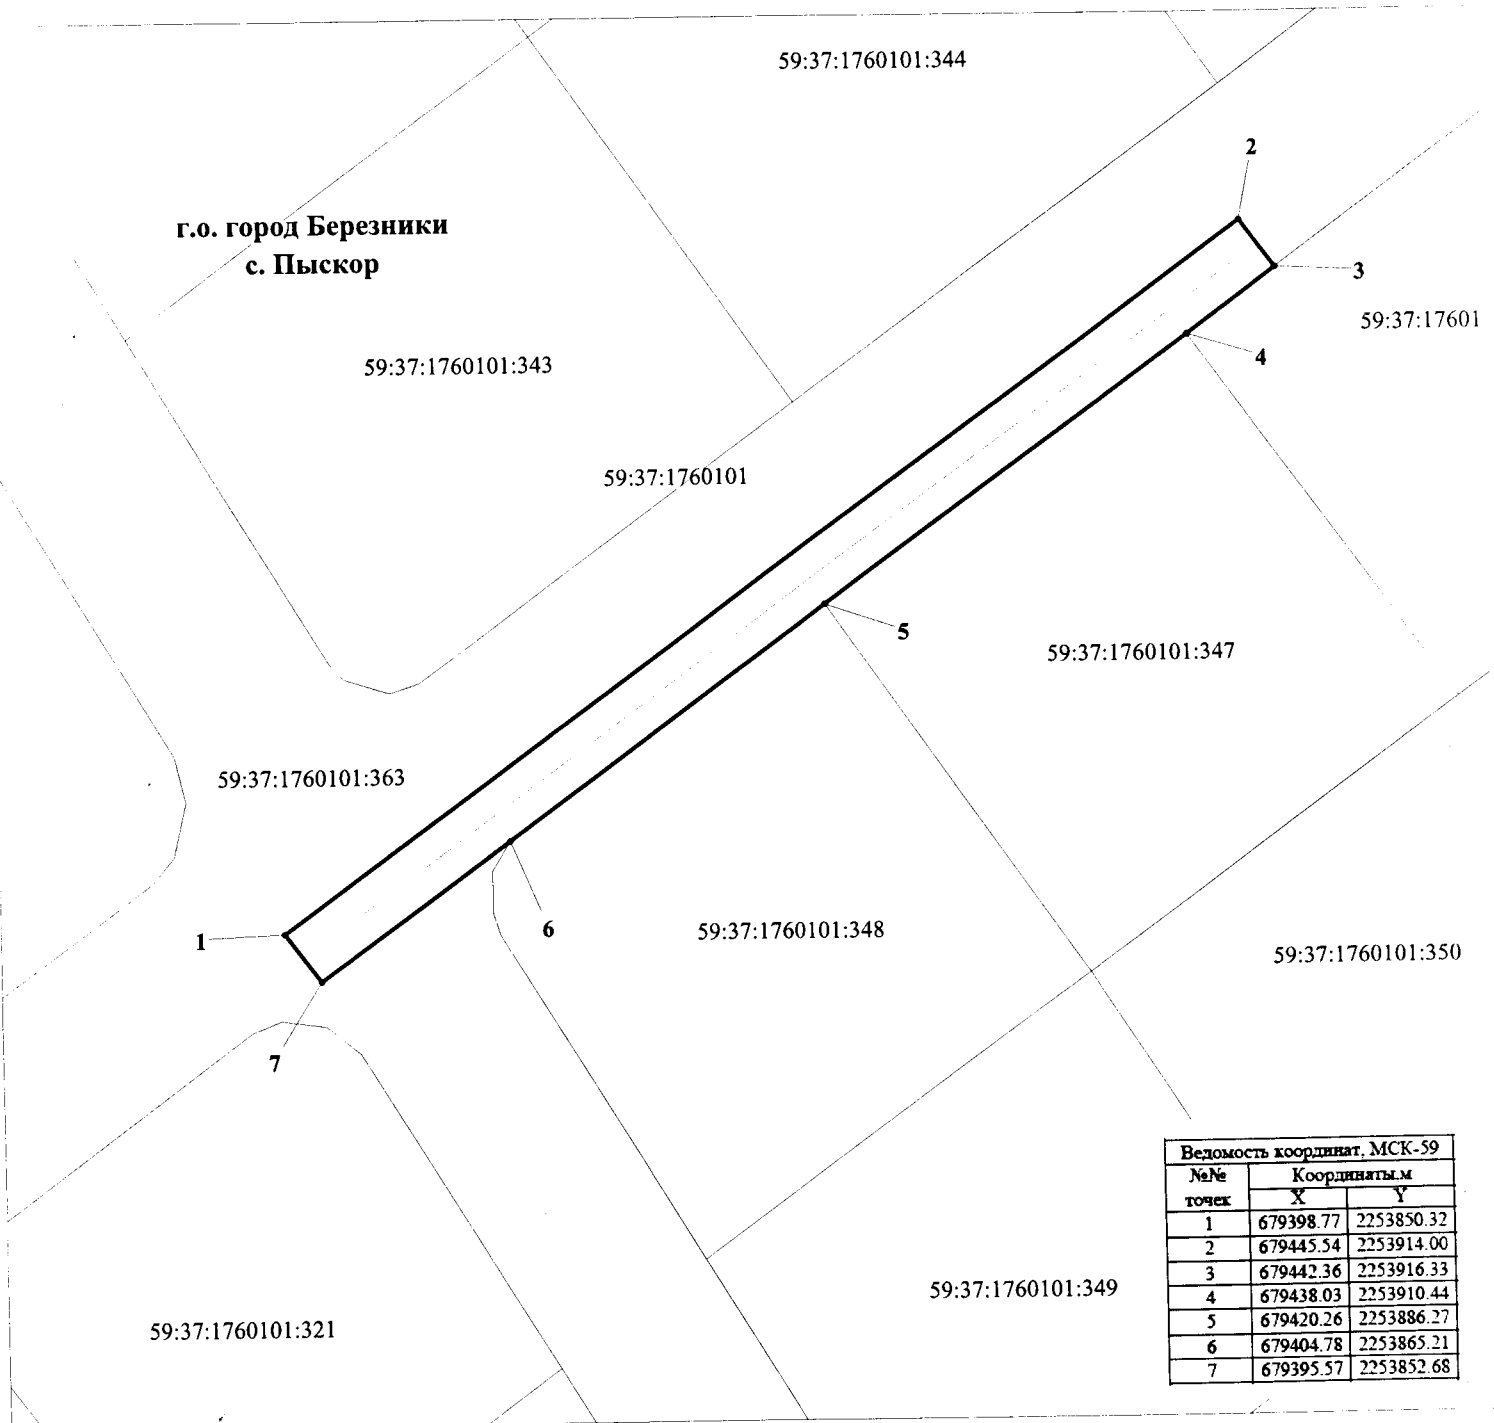 59:37:1760101:344
2
г.о. город Березники
с. Пыскор
3
59:37:17601
4
59:37:1760101:343
59:37:1760101
5
59:37:1760101:347
59:37:1760101:363
1
6
59:37:1760101:348
59:37:1760101:350
7
59:37:1760101:349
59:37:1760101:321
Ведомость координат, МСК-59
№№ точек Координаты.м
X Y
1 679398.77 2253850.32
2 679445.54 2253914.00
3 679442.36 2253916.33
4 679438.03 2253910.44
5 679420.26 2253886.27
6 679404.78 2253865.21
7 679395.57 2253852.68